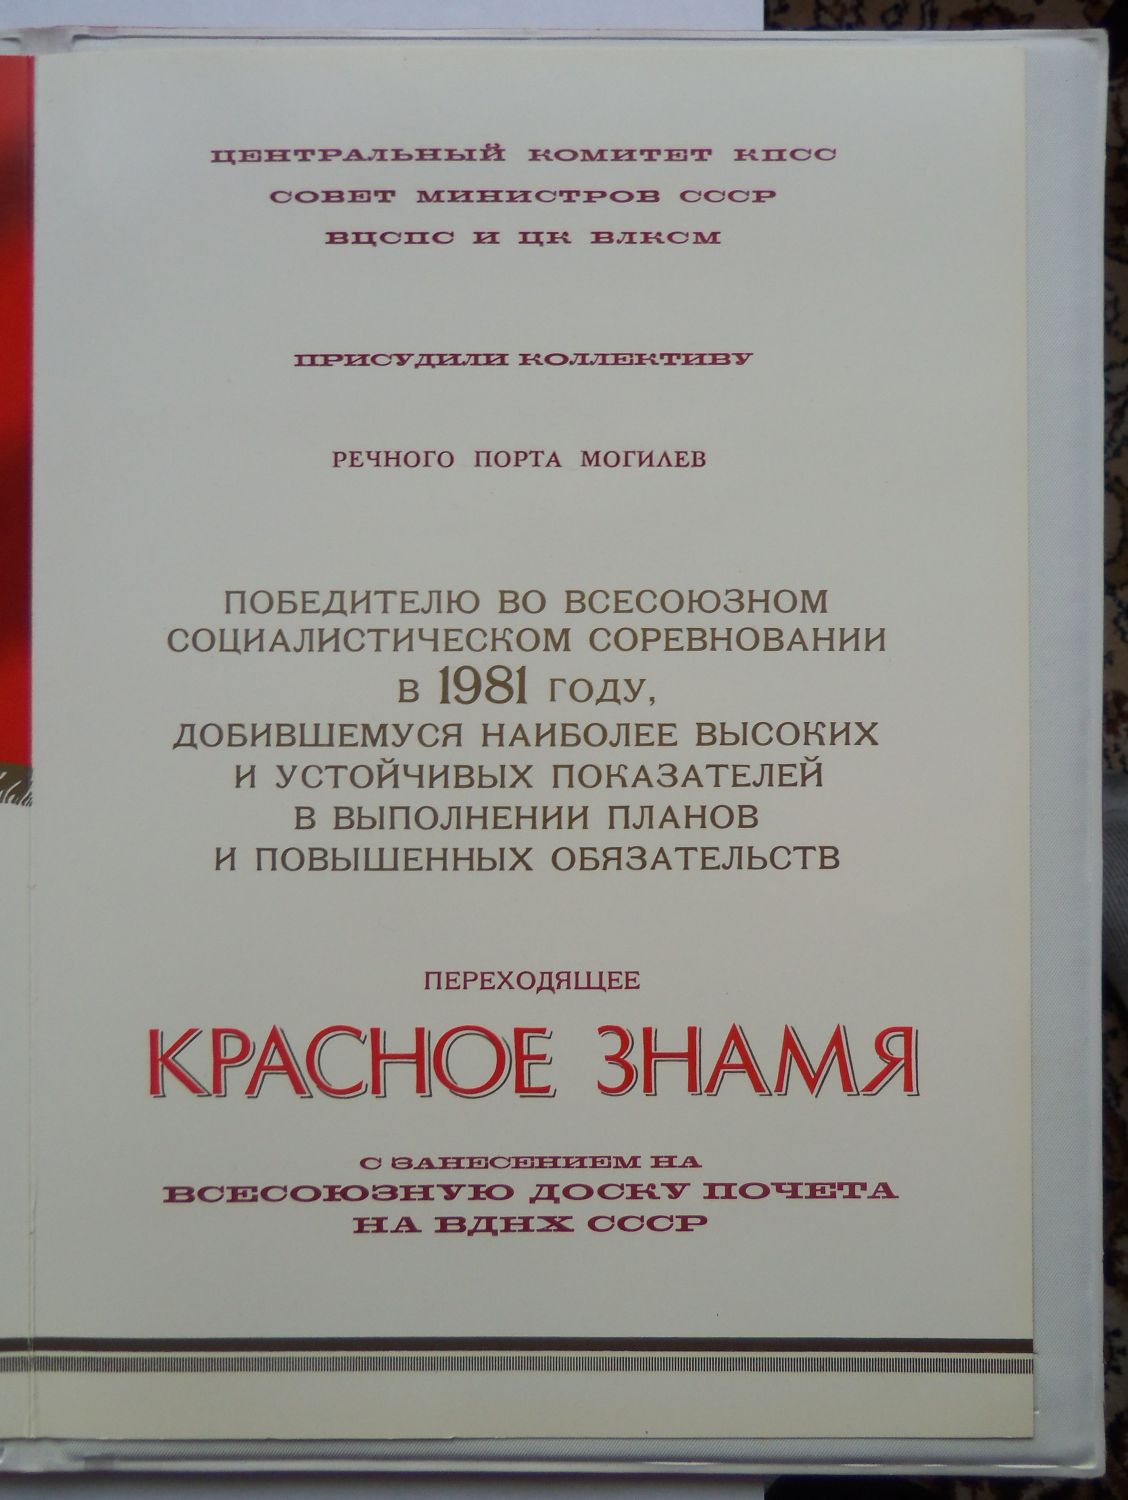 ЦЕНТРАЛЬНЫЙ КОМИТЕТ КПСС
СОВЕТ МИНИСТРОВ СССР
ВЦСПС И ЦК ВЛКСМ
ПРИСУДИЛИ КОЛЛЕКТИВУ
РЕЧНОГО ПОРТА МОГИЛЕВ
ПОБЕДИТЕЛЮ ВО ВСЕСОЮЗНОМ
СОЦИАЛИСТИЧЕСКОМ СОРЕВНОВАНИИ
В 1981 ГОДУ,
ДОБИВШЕМУСЯ НАИБОЛЕЕ ВЫСОКИХ
И УСТОЙЧИВЫХ ПОКАЗАТЕЛЕЙ
В ВЫПОЛНЕНИИ ПЛАНОВ
И ПОВЫШЕННЫХ ОБЯЗАТЕЛЬСТВ
ПЕРЕХОДЯЩЕЕ
КРАСНОЕ ЗНАМЯ
С ЗАНЕСЕНИЕМ НА
ВСЕСОЮЗНУЮ ДОСКУ ПОЧЕТА
НА ВДНХ СССР